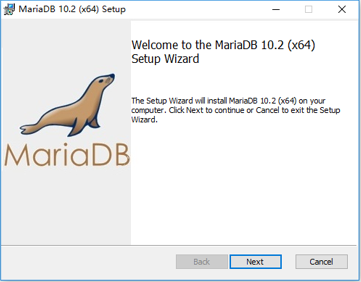 MariaDB 10.2 (x64) Setup
Welcome to the MariaDB 10.2 (x64)
Setup Wizard
The Setup Wizard will install MariaDB 10.2 (x64) on your
computer. Click Next to continue or Cancel to exit the Setup
Wizard.
MariaDB
Back
Next
Cancel